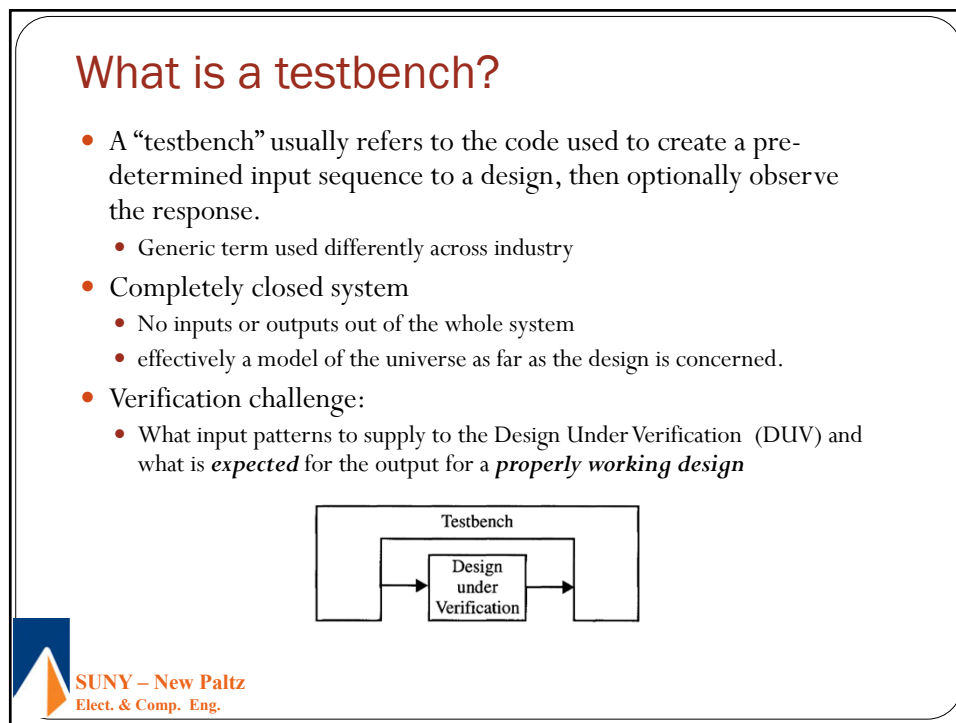 What is a testbench?
• A “testbench” usually refers to the code used to create a pre-
determined input sequence to a design, then optionally observe
the response.
• Generic term used differently across industry
• Completely closed system
• No inputs or outputs out of the whole system
• effectively a model of the universe as far as the design is concerned.
• Verification challenge:
• What input patterns to supply to the Design Under Verification (DUV) and
what is expected for the output for a properly working design
Testbench
Design
under
Verification
SUNY – New Paltz
Elect. & Comp. Eng.